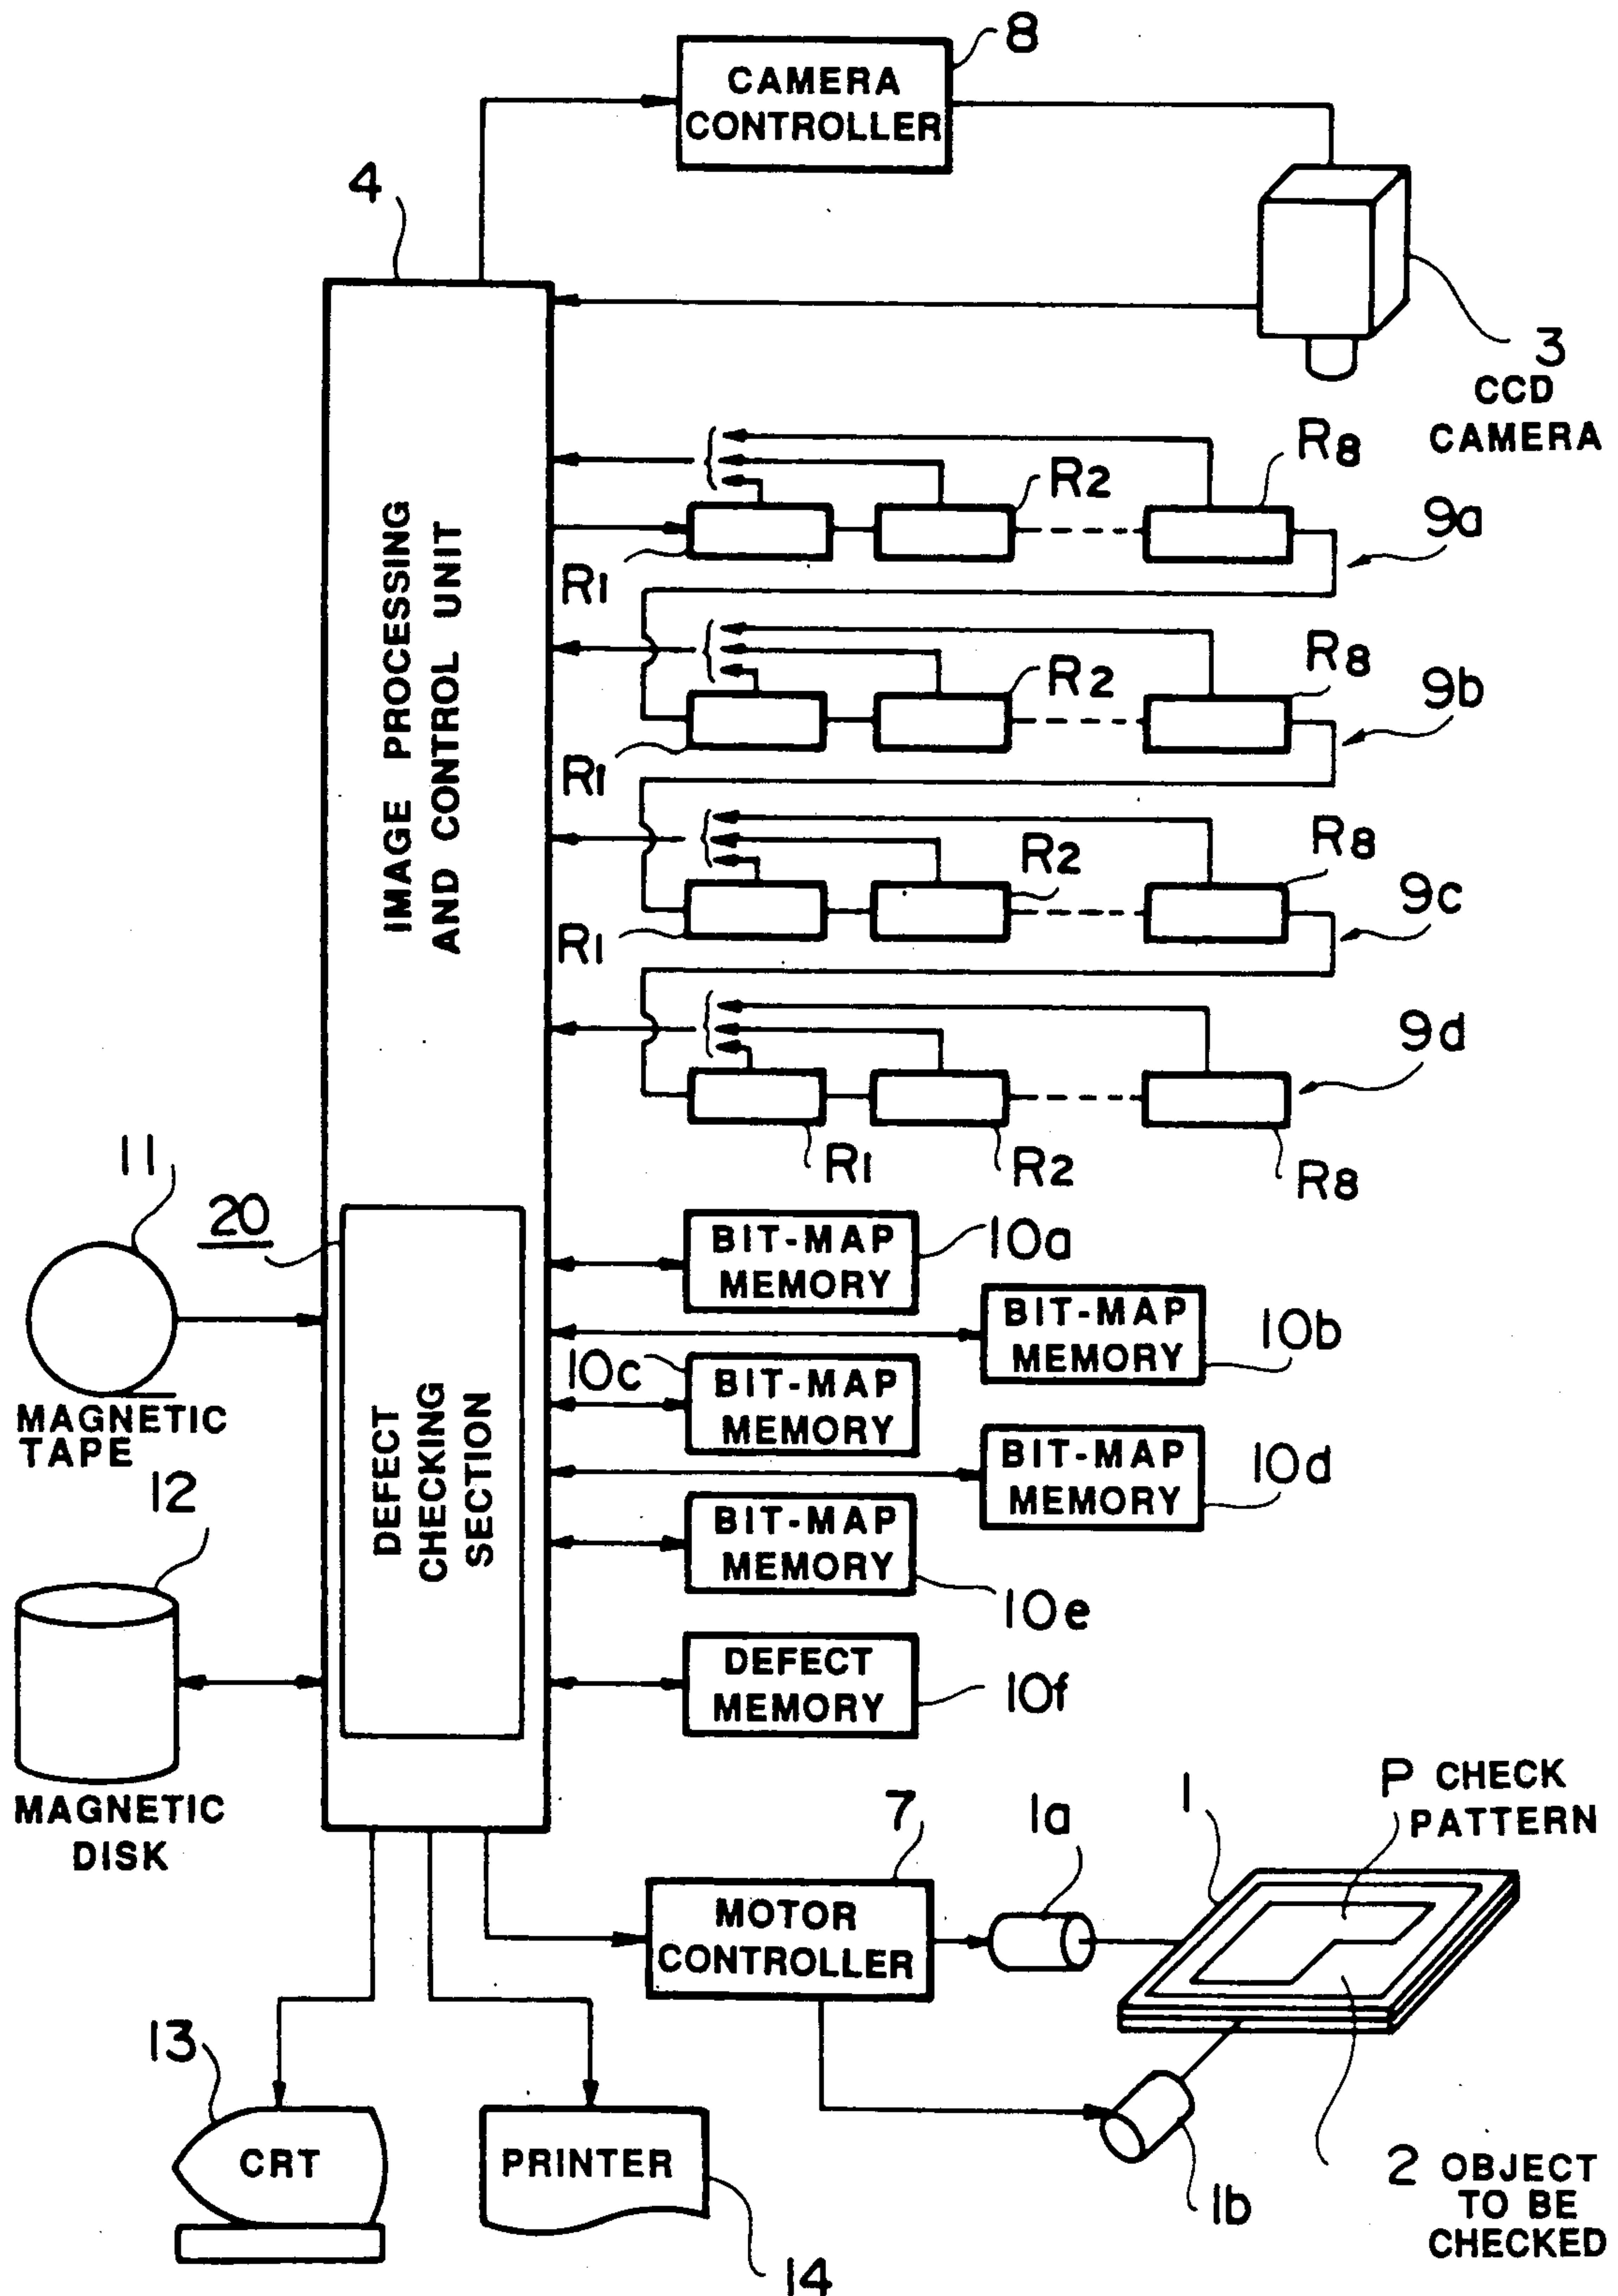 8
CAMERA
CONTROLLER
4
3
CCD
CAMERA
R8
R2
9a
R1
R8
R2
9b
R1
R8
R2
9c
R1
9d
R1
R2
R8
IMAGE PROCESSING
AND CONTROL UNIT
11
20
MAGNETIC
TAPE
12
MAGNETIC
DISK
DEFECT
CHECKING
SECTION
BIT-MAP
MEMORY
10a
BIT-MAP
MEMORY
10b
10c
BIT-MAP
MEMORY
BIT-MAP
MEMORY
10d
BIT-MAP
MEMORY
10e
DEFECT
MEMORY
10f
P CHECK
PATTERN
1
1a
7
MOTOR
CONTROLLER
13
CRT
PRINTER
14
1b
2 OBJECT
TO BE
CHECKED